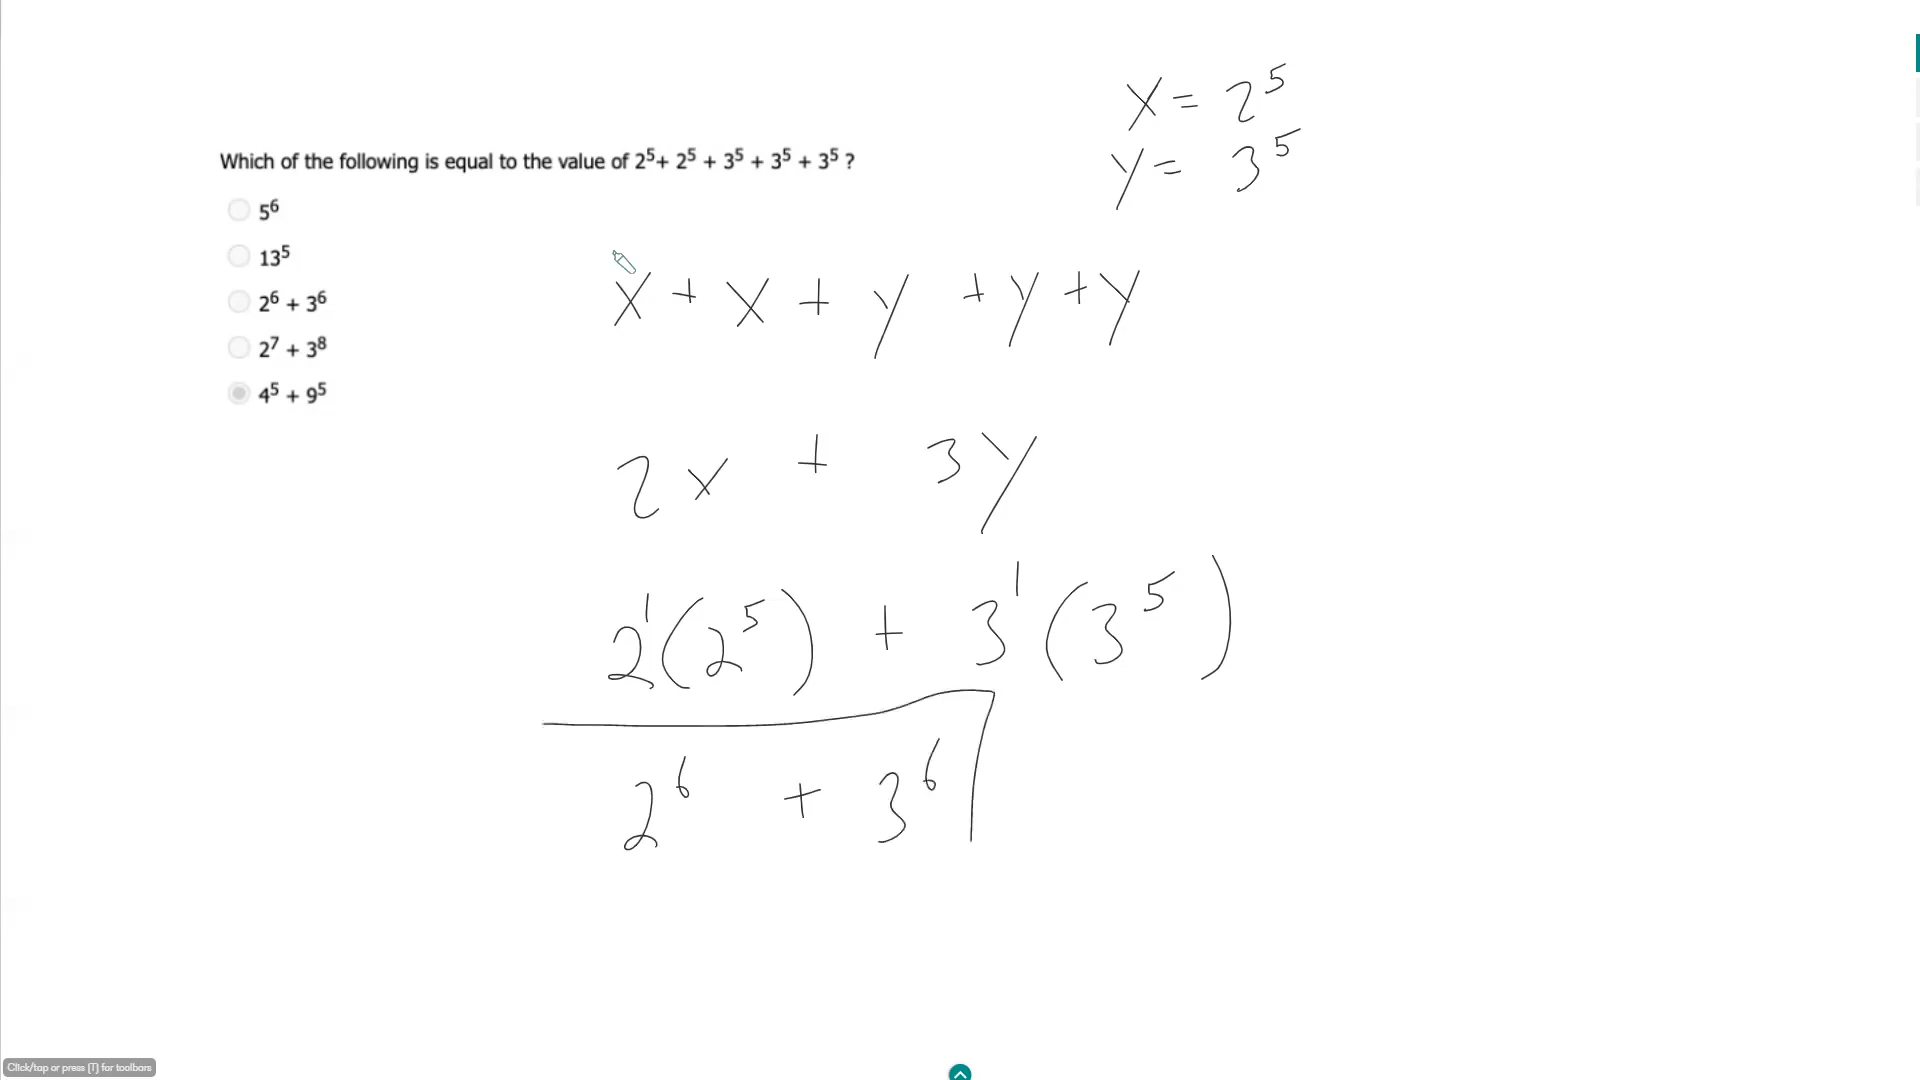 x = 2⁵
y = 3⁵
Which of the following is equal to the value of 2⁵+ 2⁵ + 3⁵ + 3⁵ + 3⁵ ?
5⁶
13⁵
2⁶ + 3⁶
2⁷ + 3⁸
4⁵ + 9⁵
x + x + y + y + y
2x + 3y
2¹(2⁵) + 3¹(3⁵)
2⁶ + 3⁶
Click/tap or press [T] for toolbars